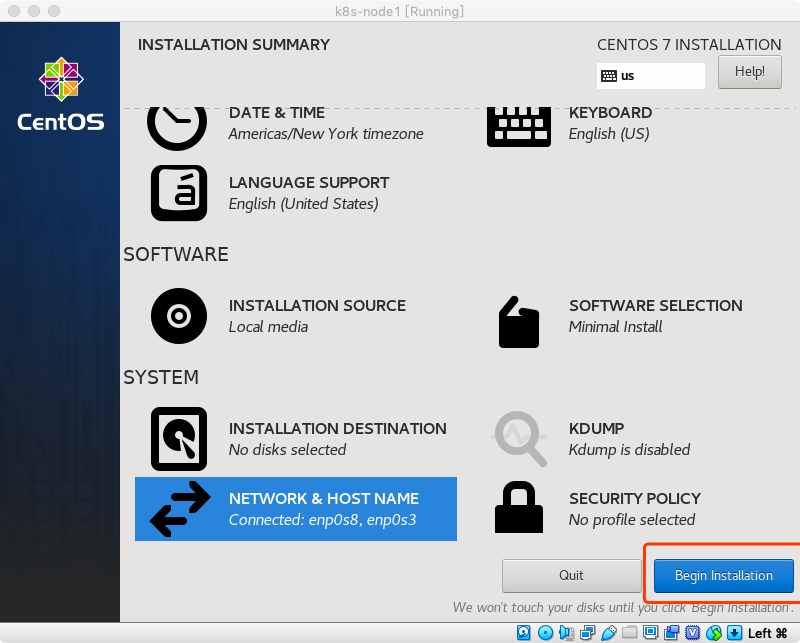 k8s-node1 [Running]
INSTALLATION SUMMARY
CENTOS 7 INSTALLATION
us
Help!
CentOS
DATE & TIME
Americas/New York timezone
KEYBOARD
English (US)
LANGUAGE SUPPORT
English (United States)
SOFTWARE
INSTALLATION SOURCE
Local media
SOFTWARE SELECTION
Minimal Install
SYSTEM
INSTALLATION DESTINATION
No disks selected
KDUMP
Kdump is disabled
NETWORK & HOST NAME
Connected: enp0s8, enp0s3
SECURITY POLICY
No profile selected
Quit
Begin Installation
We won't touch your disks until you click 'Begin Installation'.
Left ⌘